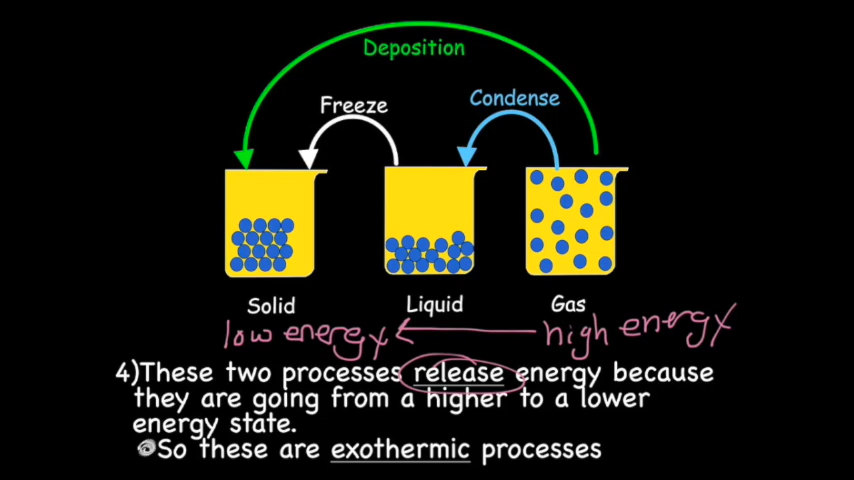 Deposition
Freeze
Condense
Solid
Liquid
Gas
low energy
high energy
4)These two processes release energy because
they are going from a higher to a lower
energy state.
So these are exothermic processes